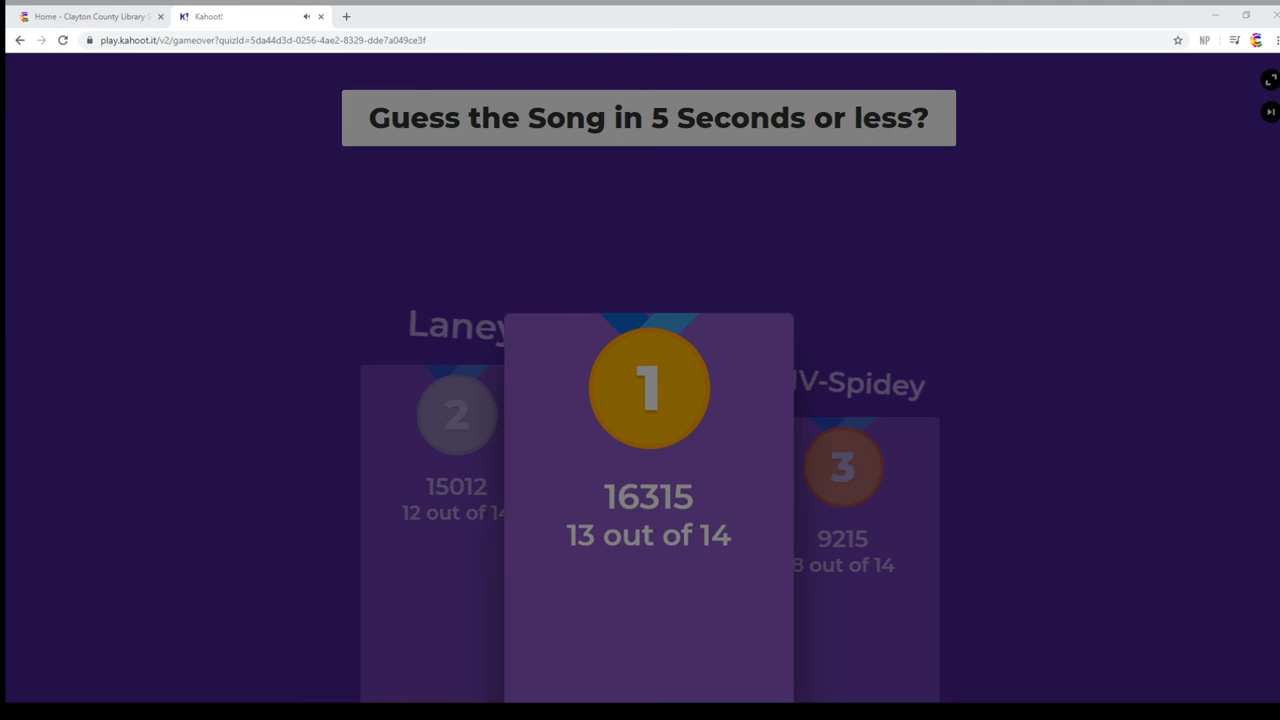 Home - Clayton County Library
Kahoot!
play.kahoot.it/v2/gameover?quizId=5da44d3d-0256-4ae2-8329-dde7a049ce3f
NP
Guess the Song in 5 Seconds or less?
Laney
1
2
IV-Spidey
3
15012
12 out of 14
16315
13 out of 14
9215
8 out of 14